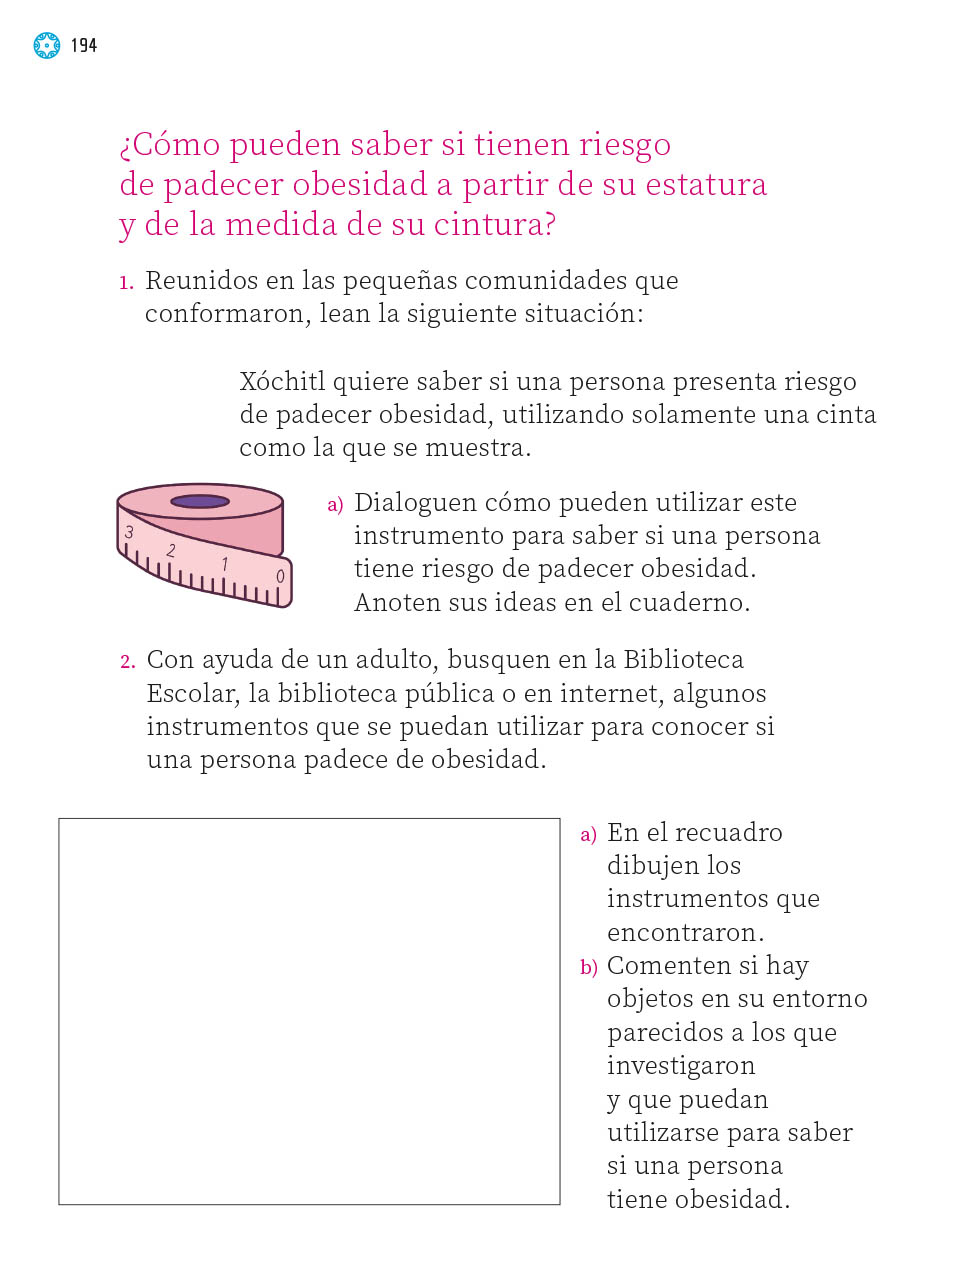 194
¿Cómo pueden saber si tienen riesgo
de padecer obesidad a partir de su estatura
y de la medida de su cintura?
1. Reunidos en las pequeñas comunidades que
conformaron, lean la siguiente situación:
Xóchitl quiere saber si una persona presenta riesgo
de padecer obesidad, utilizando solamente una cinta
como la que se muestra.
3 2 1 0
a) Dialoguen cómo pueden utilizar este
instrumento para saber si una persona
tiene riesgo de padecer obesidad.
Anoten sus ideas en el cuaderno.
2. Con ayuda de un adulto, busquen en la Biblioteca
Escolar, la biblioteca pública o en internet, algunos
instrumentos que se puedan utilizar para conocer si
una persona padece de obesidad.
a) En el recuadro
dibujen los
instrumentos que
encontraron.
b) Comenten si hay
objetos en su entorno
parecidos a los que
investigaron
y que puedan
utilizarse para saber
si una persona
tiene obesidad.